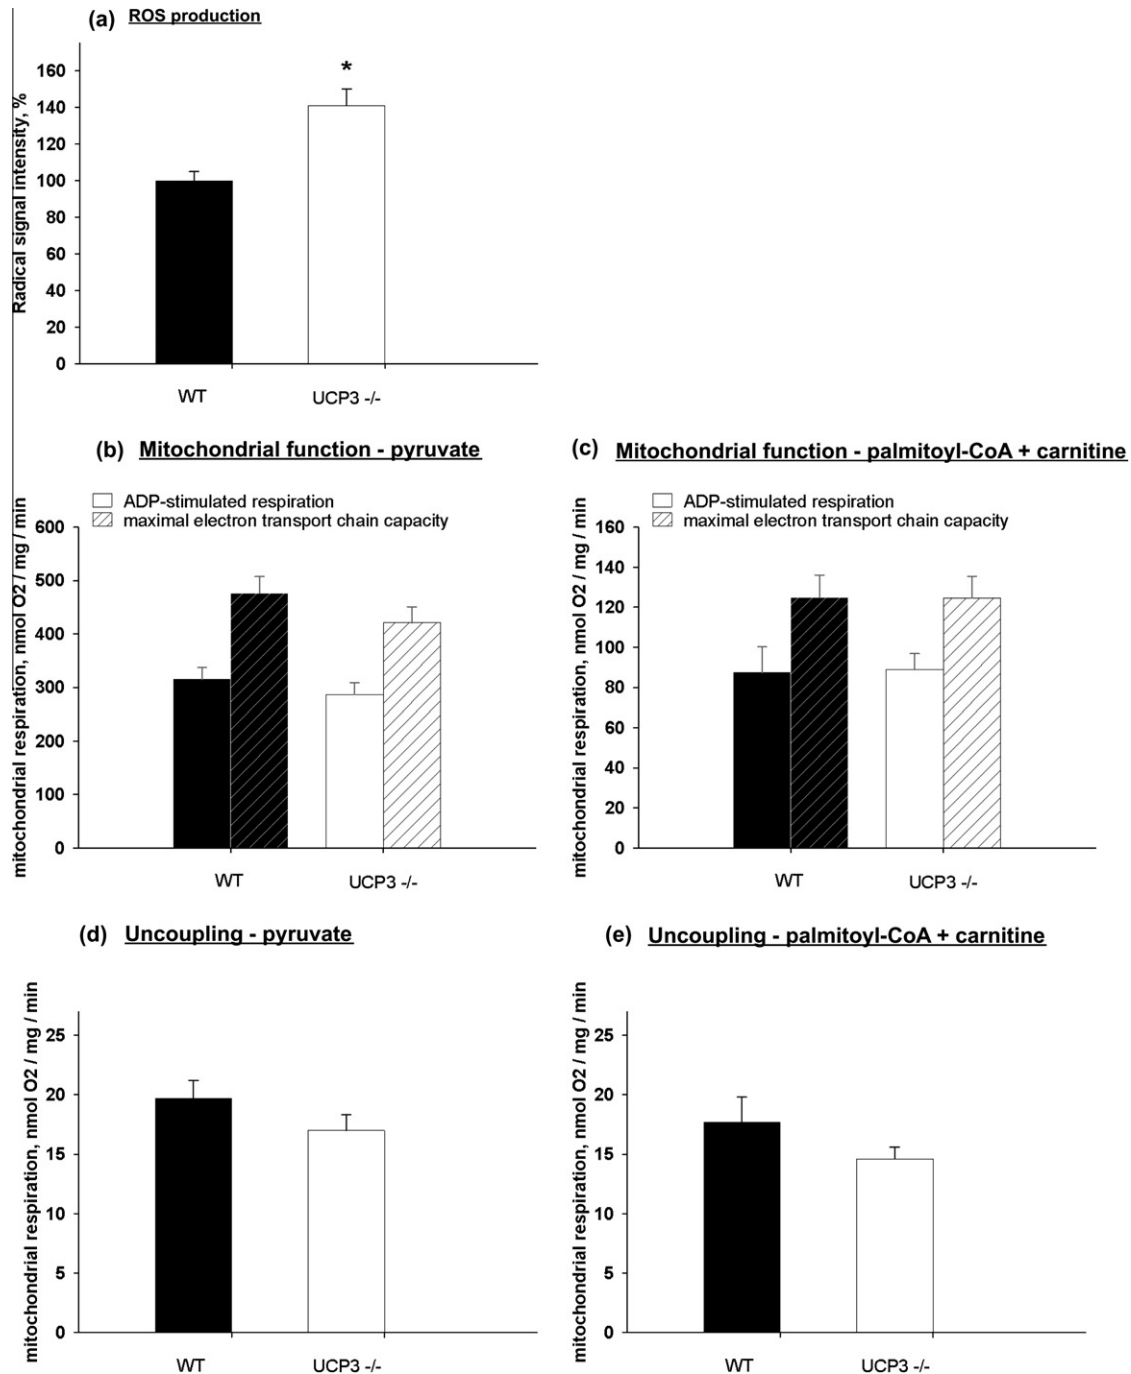 (a) ROS production
Radical signal intensity, %
160
*
140
120
100
80
60
40
20
0
WT
UCP3 -/-
(b) Mitochondrial function - pyruvate
ADP-stimulated respiration
maximal electron transport chain capacity
mitochondrial respiration, nmol O2 / mg / min
600
500
400
300
200
100
0
WT
UCP3 -/-
(c) Mitochondrial function - palmitoyl-CoA + carnitine
ADP-stimulated respiration
maximal electron transport chain capacity
mitochondrial respiration, nmol O2 / mg / min
160
140
120
100
80
60
40
20
0
WT
UCP3 -/-
(d) Uncoupling - pyruvate
mitochondrial respiration, nmol O2 / mg / min
25
20
15
10
5
0
WT
UCP3 -/-
(e) Uncoupling - palmitoyl-CoA + carnitine
mitochondrial respiration, nmol O2 / mg / min
25
20
15
10
5
0
WT
UCP3 -/-